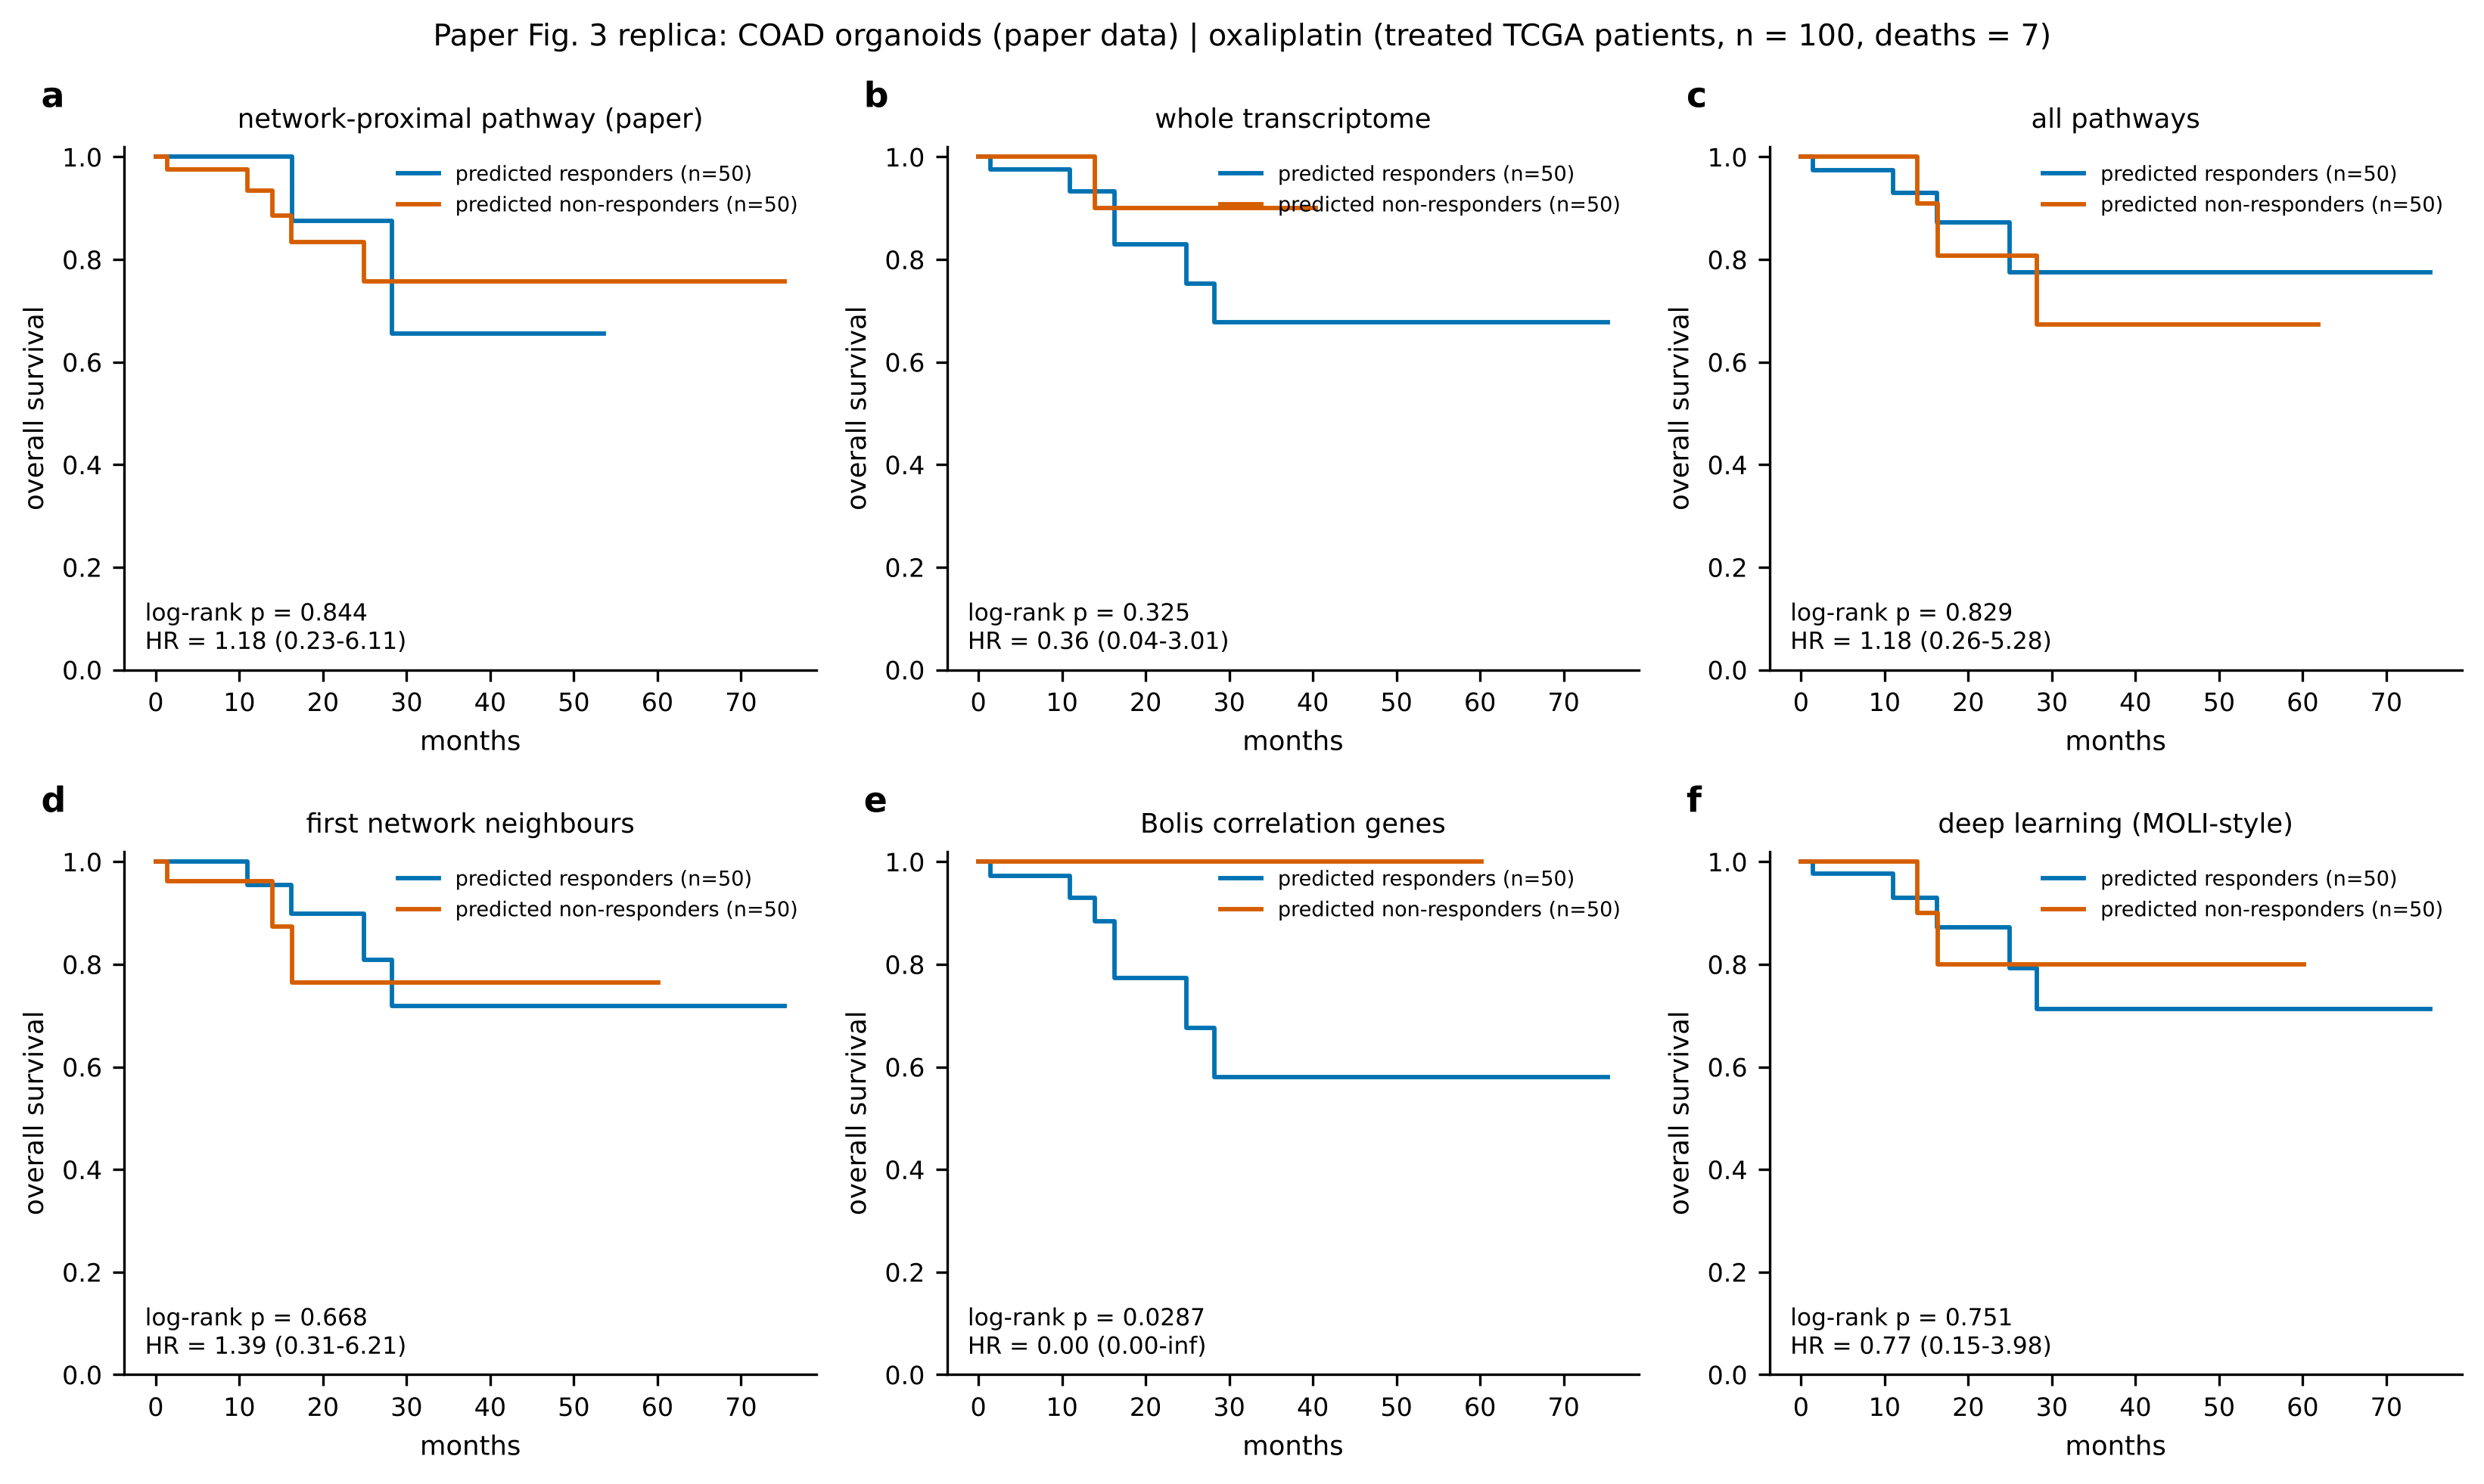 Paper Fig. 3 replica: COAD organoids (paper data) | oxaliplatin (treated TCGA patients, n = 100, deaths = 7)
a
network-proximal pathway (paper)
predicted responders (n=50)
predicted non-responders (n=50)
1.0
0.8
0.6
0.4
0.2
0.0
overall survival
log-rank p = 0.844
HR = 1.18 (0.23-6.11)
0 10 20 30 40 50 60 70
months
b
whole transcriptome
predicted responders (n=50)
predicted non-responders (n=50)
1.0
0.8
0.6
0.4
0.2
0.0
overall survival
log-rank p = 0.325
HR = 0.36 (0.04-3.01)
0 10 20 30 40 50 60 70
months
c
all pathways
predicted responders (n=50)
predicted non-responders (n=50)
1.0
0.8
0.6
0.4
0.2
0.0
overall survival
log-rank p = 0.829
HR = 1.18 (0.26-5.28)
0 10 20 30 40 50 60 70
months
d
first network neighbours
predicted responders (n=50)
predicted non-responders (n=50)
1.0
0.8
0.6
0.4
0.2
0.0
overall survival
log-rank p = 0.668
HR = 1.39 (0.31-6.21)
0 10 20 30 40 50 60 70
months
e
Bolis correlation genes
predicted responders (n=50)
predicted non-responders (n=50)
1.0
0.8
0.6
0.4
0.2
0.0
overall survival
log-rank p = 0.0287
HR = 0.00 (0.00-inf)
0 10 20 30 40 50 60 70
months
f
deep learning (MOLI-style)
predicted responders (n=50)
predicted non-responders (n=50)
1.0
0.8
0.6
0.4
0.2
0.0
overall survival
log-rank p = 0.751
HR = 0.77 (0.15-3.98)
0 10 20 30 40 50 60 70
months